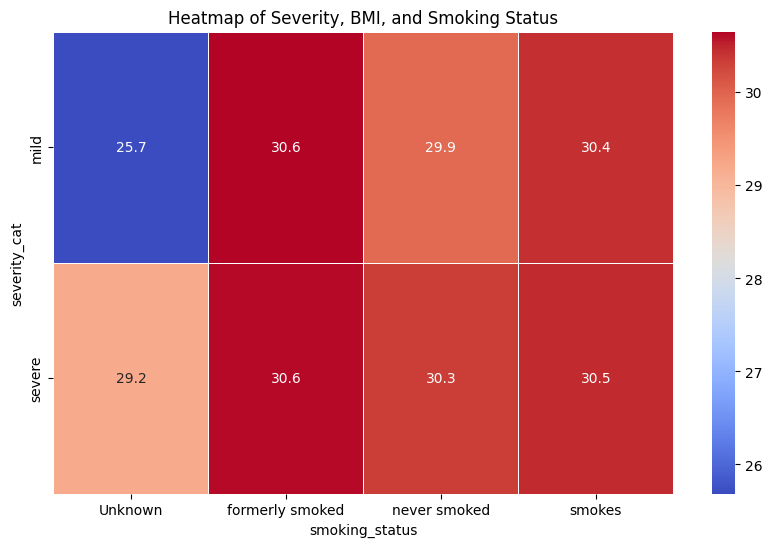 Heatmap of Severity, BMI, and Smoking Status
severity_cat
mild
25.7 30.6 29.9 30.4
severe
29.2 30.6 30.3 30.5
Unknown formerly smoked never smoked smokes
smoking_status
30
29
28
27
26